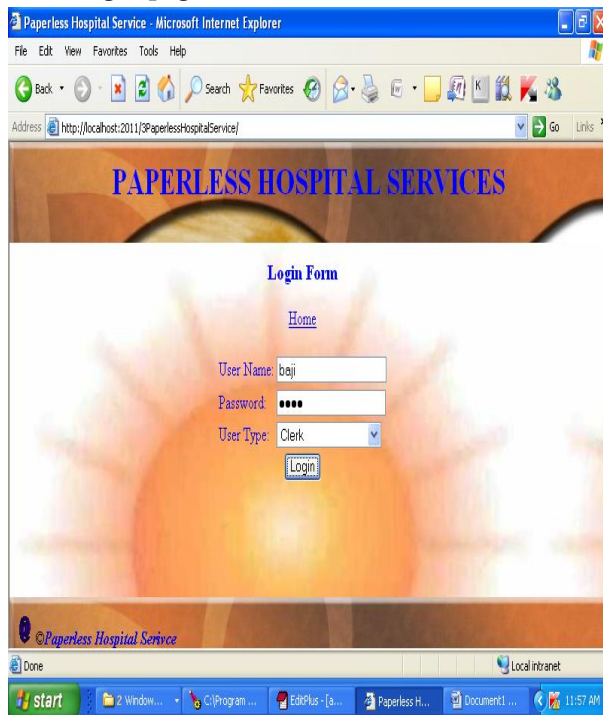 Paperless Hospital Service - Microsoft Internet Explorer
File Edit View Favorites Tools Help
Back Search Favorites
Address http://localhost:2011/3PaperlessHospitalService/ Go Links
PAPERLESS HOSPITAL SERVICES
Login Form
Home
User Name: baji
Password: ••••
User Type: Clerk
Login
©Paperless Hospital Serivce
Done Local intranet
start 2 Window... C:\Program ... EditPlus - [a... Paperless H... Document1 ... 11:57 AM